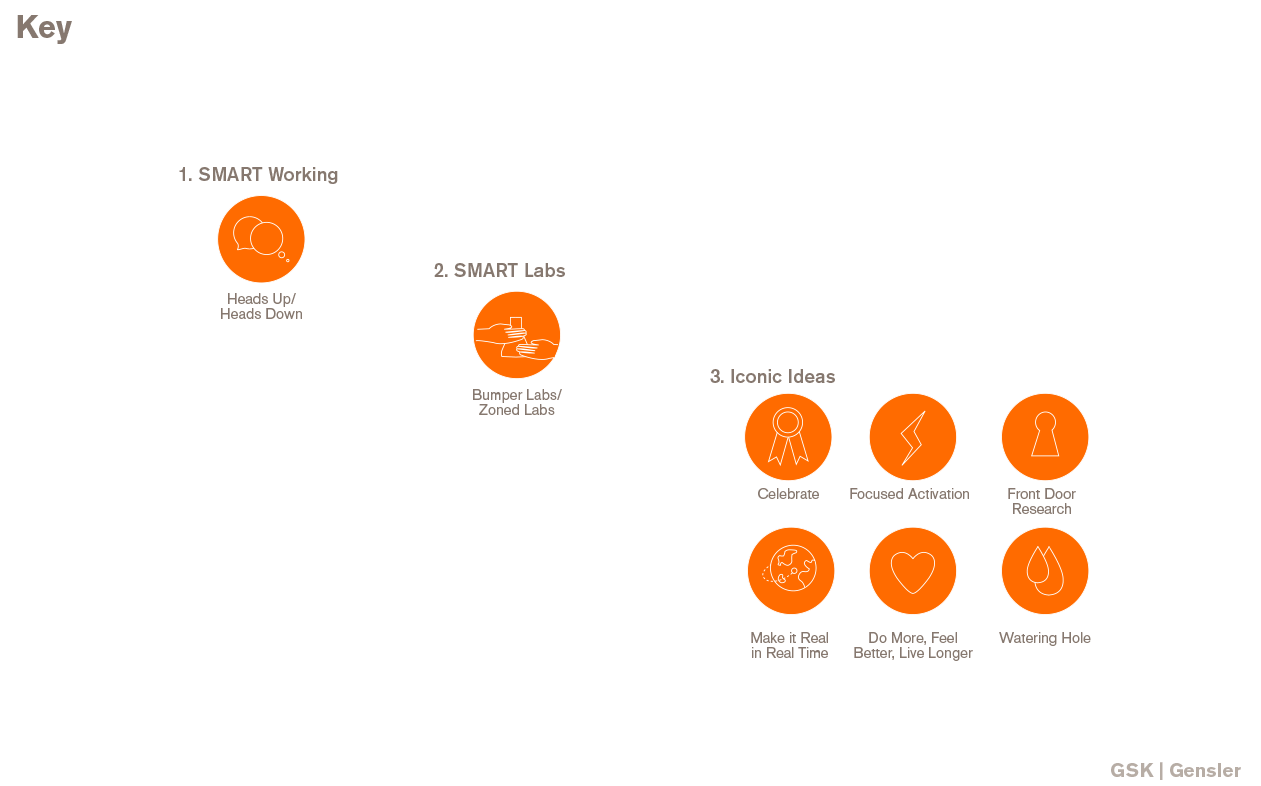 Key
1. SMART Working
Heads Up/
Heads Down
2. SMART Labs
Bumper Labs/
Zoned Labs
3. Iconic Ideas
Celebrate
Focused Activation
Front Door
Research
Make it Real
in Real Time
Do More, Feel
Better, Live Longer
Watering Hole
GSK | Gensler